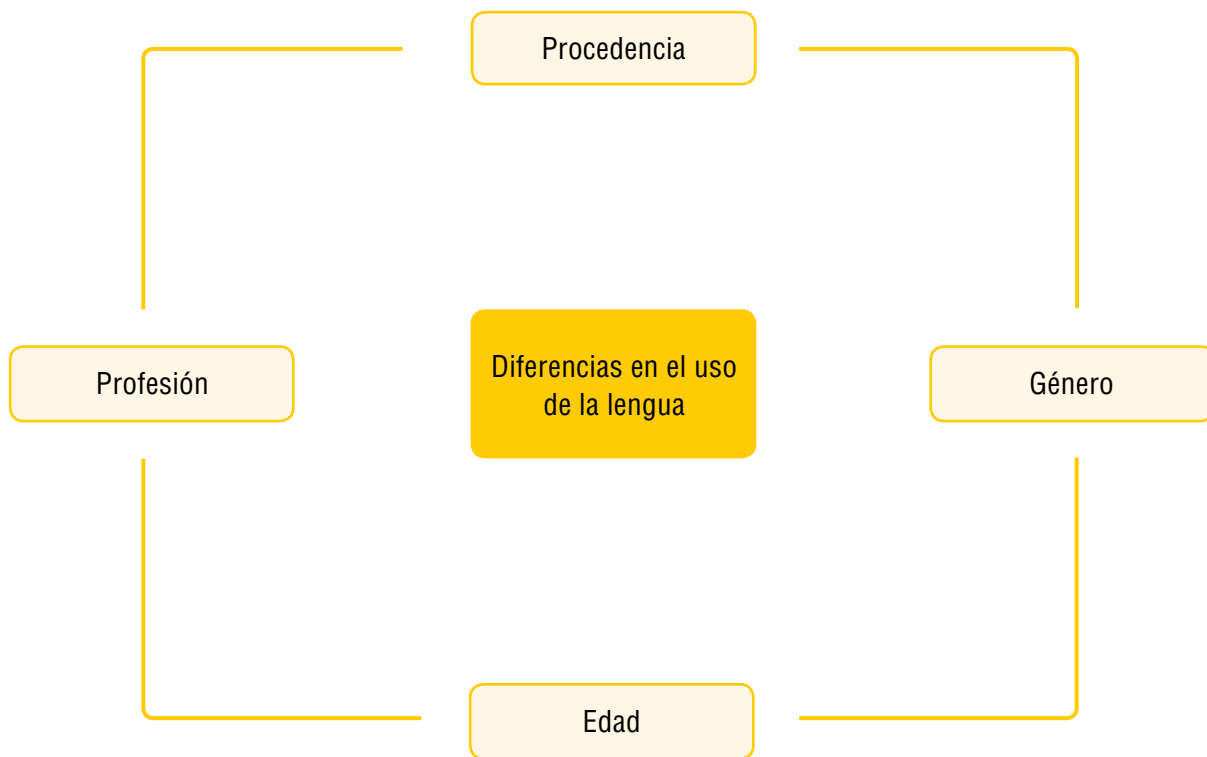 Procedencia
Profesión
Diferencias en el uso
de la lengua
Género
Edad